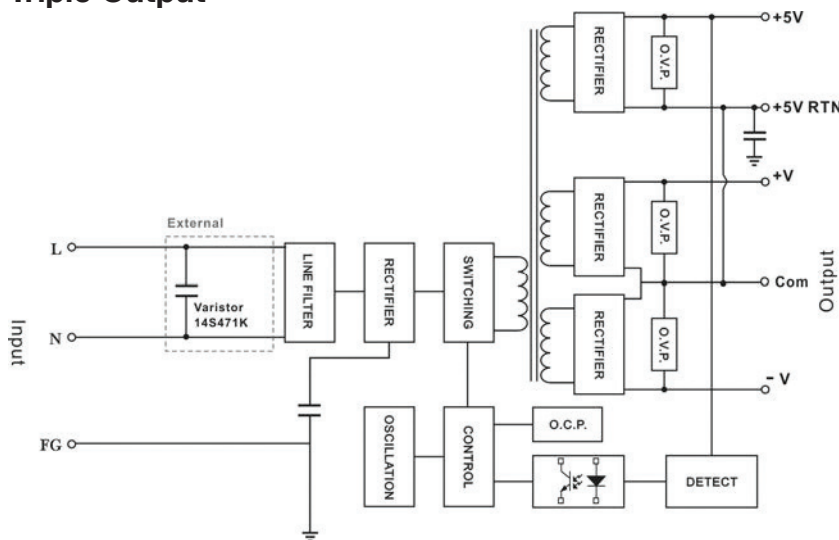 Triple Output
+5V
RECTIFIER
O.V.P.
+5V RTN
+V
RECTIFIER
O.V.P.
External
L
LINE FILTER
RECTIFIER
SWITCHING
Com
Output
Varistor
14S471K
Input
N
RECTIFIER
O.V.P.
- V
FG
OSCILLATION
CONTROL
O.C.P.
DETECT